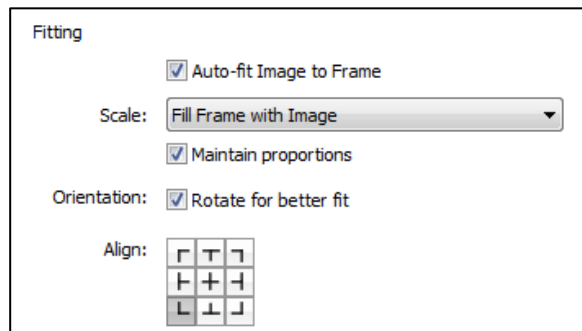 Fitting
Auto-fit Image to Frame
Scale: Fill Frame with Image
Maintain proportions
Orientation: Rotate for better fit
Align: